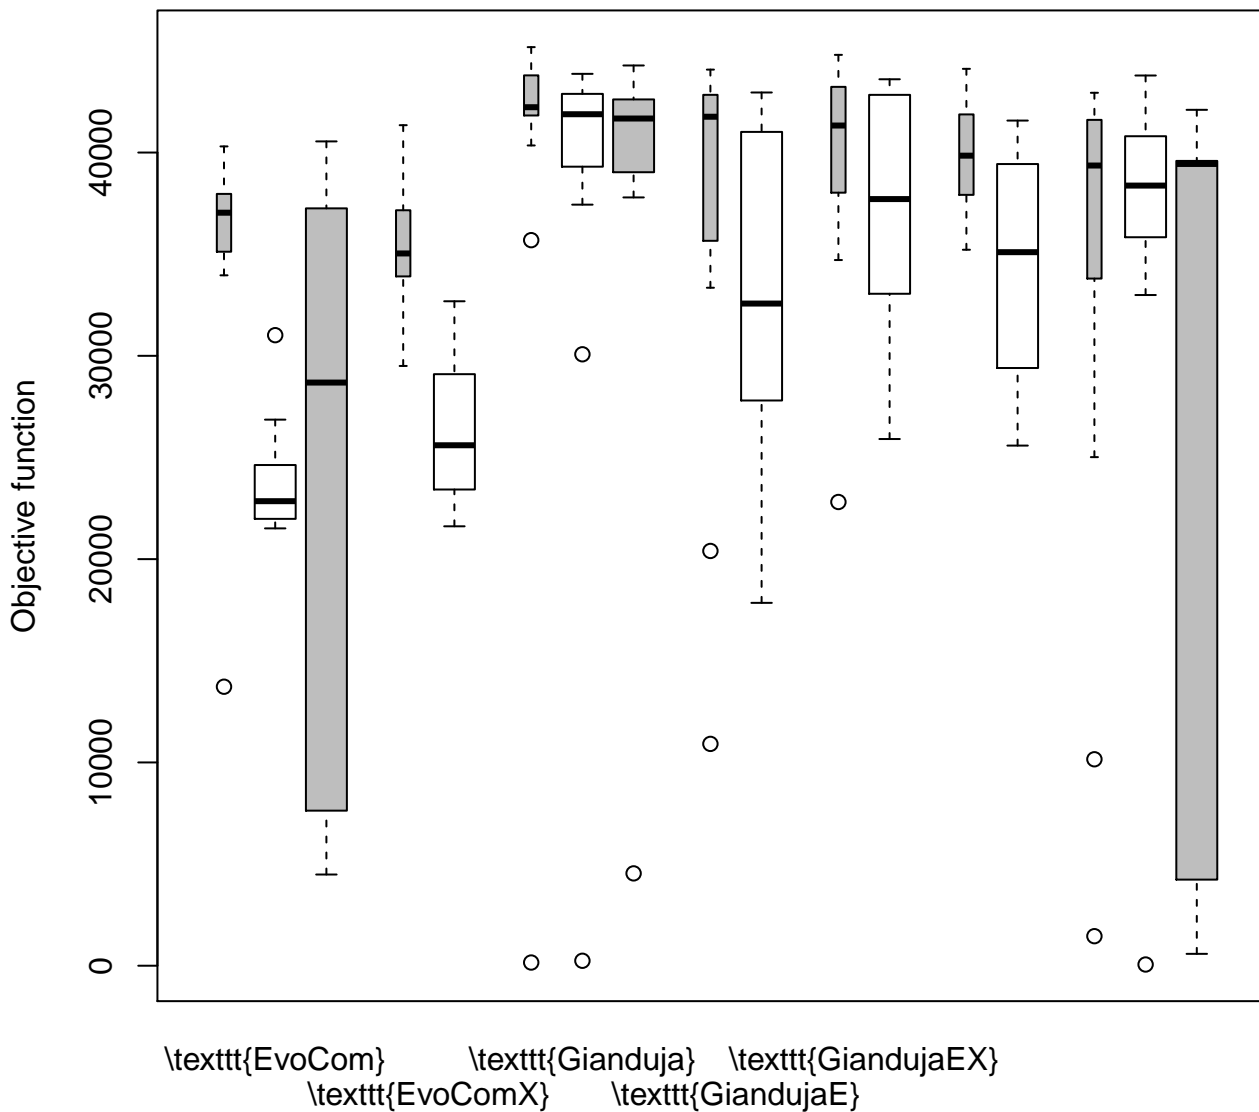 Objective function
40000
30000
20000
10000
0
\texttt{EvoCom} \texttt{Gianduja} \texttt{GiandujaEX}
\texttt{EvoComX} \texttt{GiandujaE}